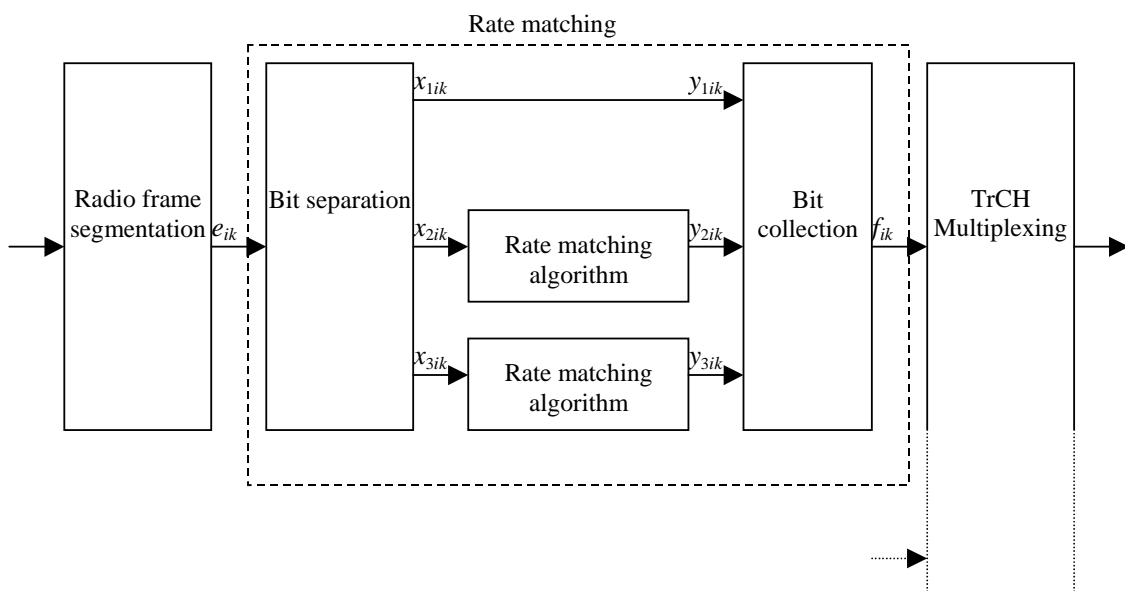 Rate matching
Radio frame
segmentation
e_ik
Bit separation
x_1ik
y_1ik
x_2ik
Rate matching
algorithm
y_2ik
x_3ik
Rate matching
algorithm
y_3ik
Bit
collection
f_ik
TrCH
Multiplexing